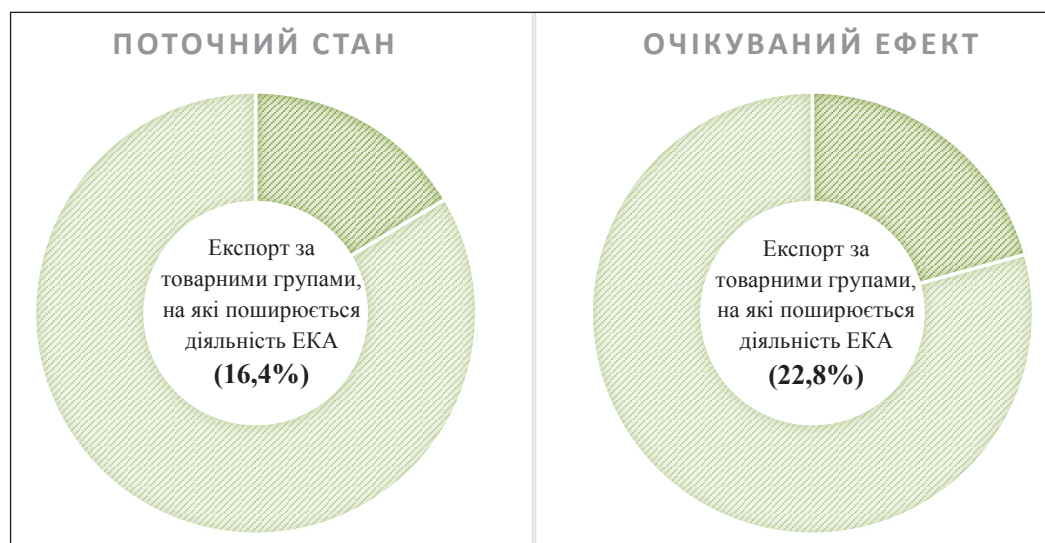 ПОТОЧНИЙ СТАН
Експорт за
товарними групами,
на які поширюється
діяльність ЕКА
(16,4%)
ОЧІКУВАНИЙ ЕФЕКТ
Експорт за
товарними групами,
на які поширюється
діяльність ЕКА
(22,8%)